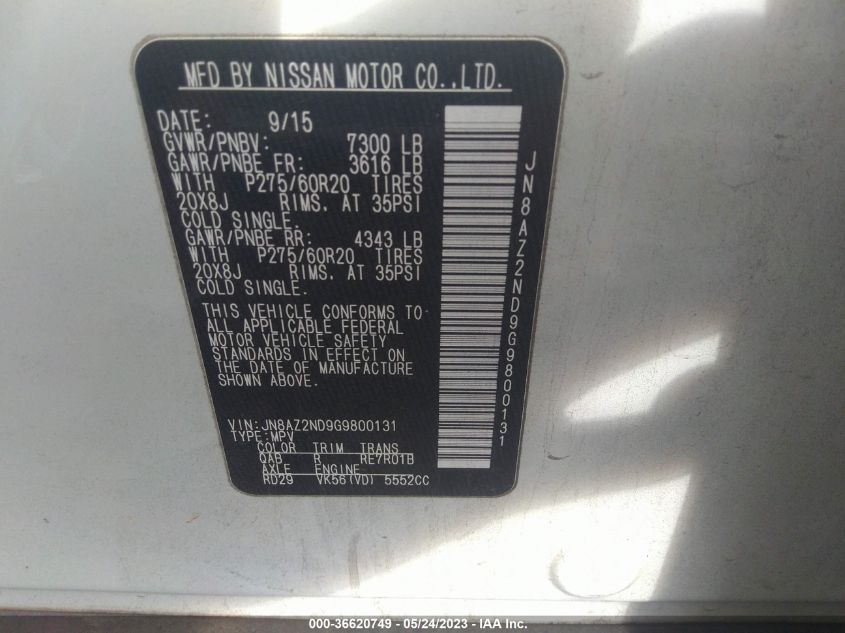 MFD BY NISSAN MOTOR CO.,LTD.
DATE: 9/15
GVWR/PNBV: 7300 LB
GAWR/PNBE FR: 3616 LB
WITH P275/60R20 TIRES
20X8J RIMS. AT 35PSI
COLD SINGLE.
GAWR/PNBE RR: 4343 LB
WITH P275/60R20 TIRES
20X8J RIMS. AT 35PSI
COLD SINGLE.
THIS VEHICLE CONFORMS TO
ALL APPLICABLE FEDERAL
MOTOR VEHICLE SAFETY
STANDARDS IN EFFECT ON
THE DATE OF MANUFACTURE
SHOWN ABOVE.
VIN:JN8AZ2ND9G9800131
TYPE:MPV
COLOR TRIM TRANS
QAB R RE7R01B
AXLE ENGINE
RD29 VK56(VD) 5552CC
JN8AZ2ND9G9800131
000-36620749 - 05/24/2023 - IAA Inc.